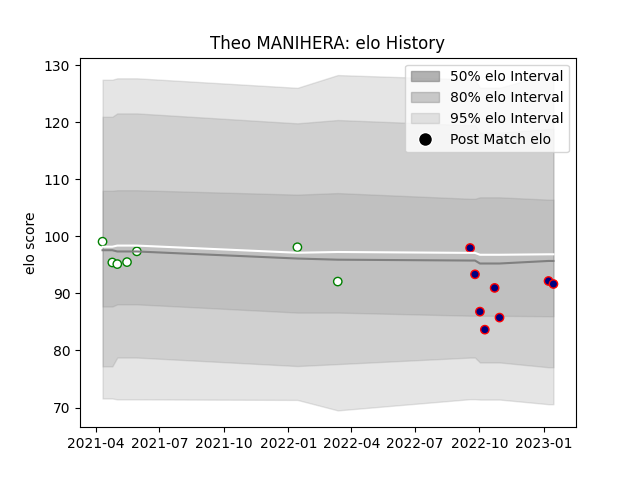 Theo MANIHERA: elo History
130
120
110
100
90
80
70
elo score
50% elo Interval
80% elo Interval
95% elo Interval
Post Match elo
2021-04 2021-07 2021-10 2022-01 2022-04 2022-07 2022-10 2023-01